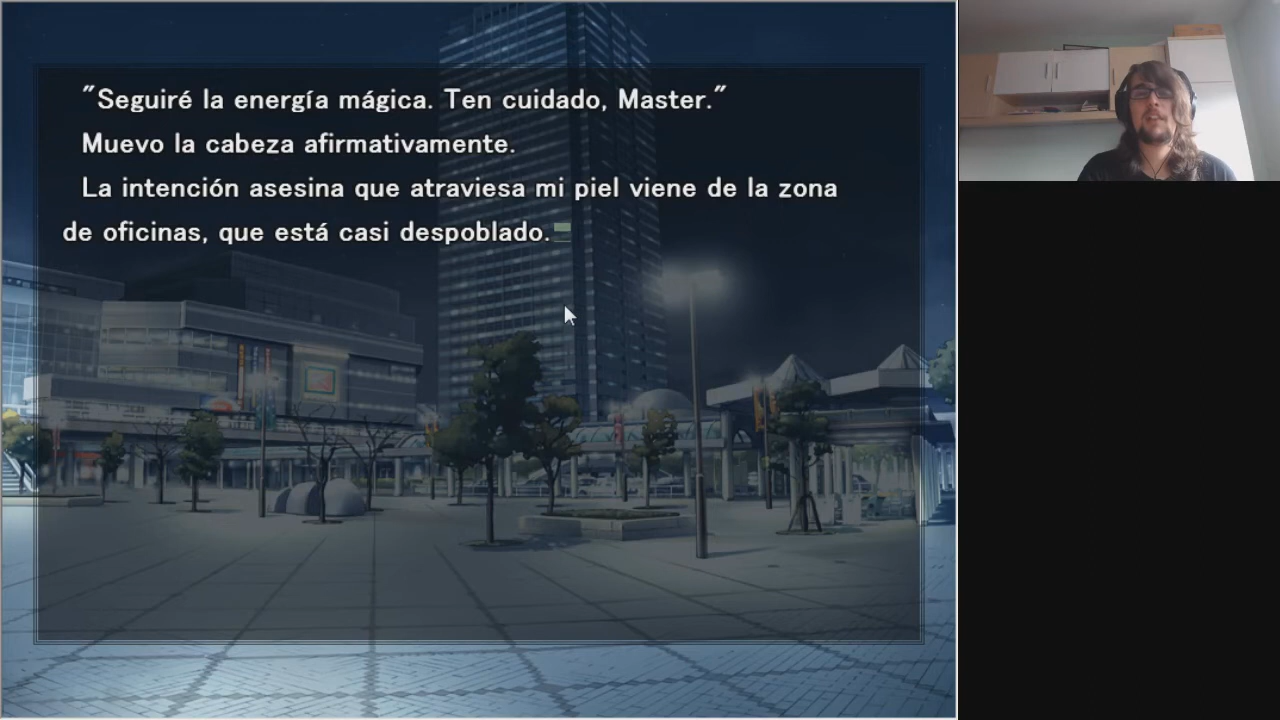 "Seguiré la energía mágica. Ten cuidado, Master."
Muevo la cabeza afirmativamente.
La intención asesina que atraviesa mi piel viene de la zona
de oficinas, que está casi despoblado.